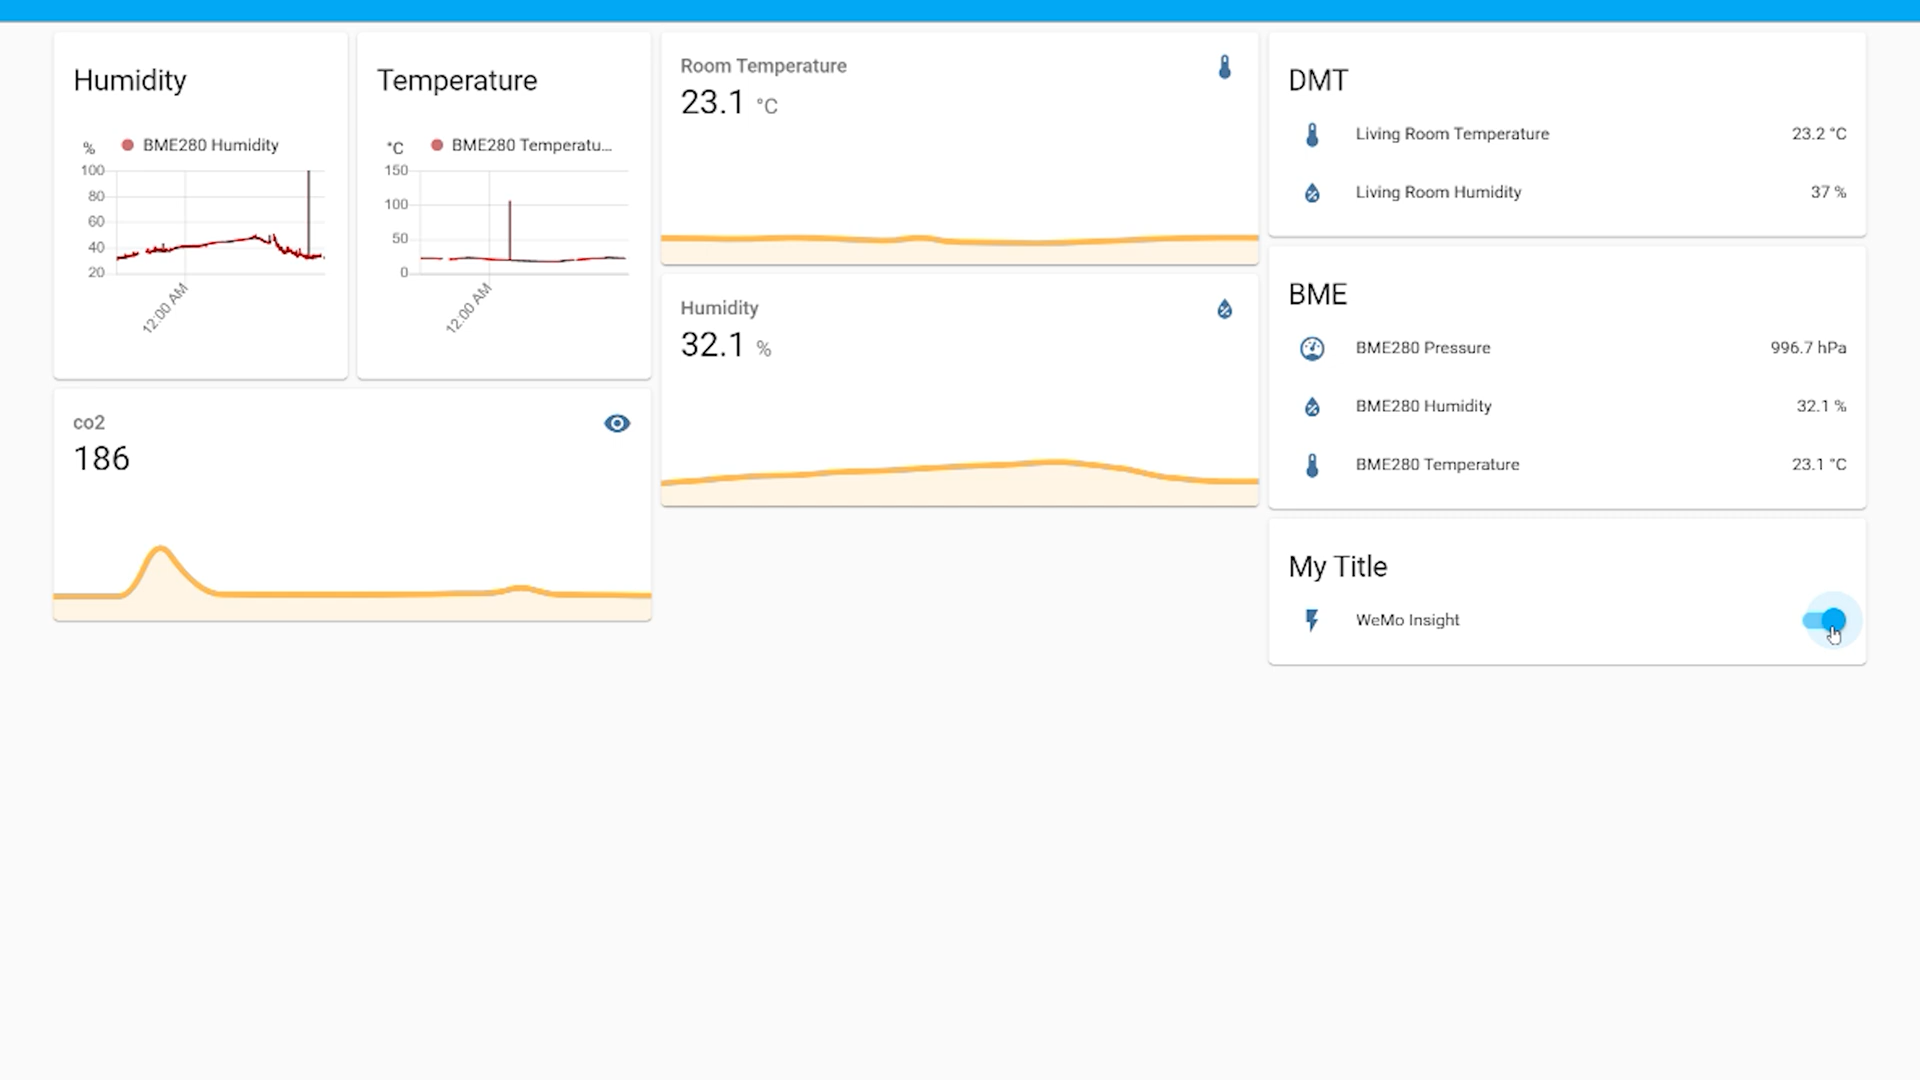 Humidity
%
BME280 Humidity
100
80
60
40
20
12:00 AM
Temperature
°C
BME280 Temperatu...
150
100
50
0
12:00 AM
co2
186
Room Temperature
23.1 °C
Humidity
32.1 %
DMT
Living Room Temperature 23.2 °C
Living Room Humidity 37 %
BME
BME280 Pressure 996.7 hPa
BME280 Humidity 32.1 %
BME280 Temperature 23.1 °C
My Title
WeMo Insight